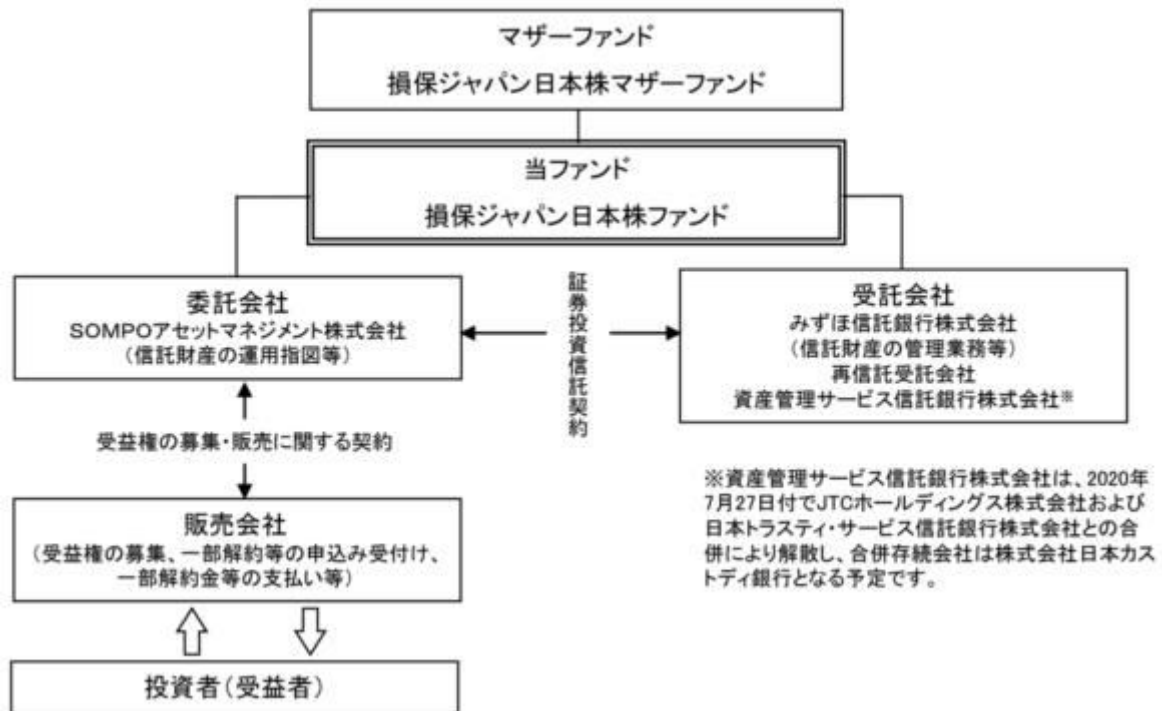 マザーファンド
損保ジャパン日本株マザーファンド
当ファンド
損保ジャパン日本株ファンド
委託会社
SOMPOアセットマネジメント株式会社
(信託財産の運用指図等)
証券投資信託契約
受託会社
みずほ信託銀行株式会社
(信託財産の管理業務等)
再信託受託会社
資産管理サービス信託銀行株式会社※
受益権の募集・販売に関する契約
※資産管理サービス信託銀行株式会社は、2020年
7月27日付でJTCホールディングス株式会社および
日本トラスティ・サービス信託銀行株式会社との合
併により解散し、合併存続会社は株式会社日本カス
トディ銀行となる予定です。
販売会社
(受益権の募集、一部解約等の申込み受付け、
一部解約金等の支払い等)
投資者(受益者)